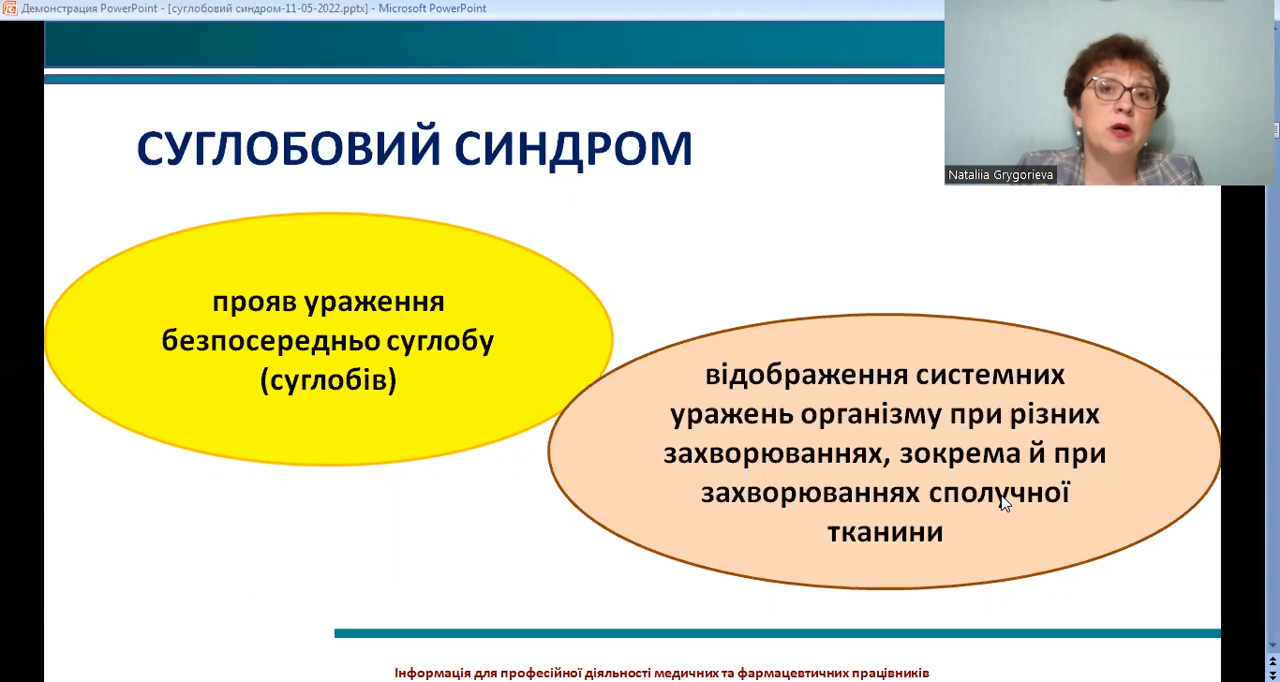 Демонстрация PowerPoint - [суглобовий синдром-11-05-2022.pptx] - Microsoft PowerPoint
Nataliia Grygorieva
СУГЛОБОВИЙ СИНДРОМ
прояв ураження
безпосередньо суглобу
(суглобів)
відображення системних
уражень організму при різних
захворюваннях, зокрема й при
захворюваннях сполучної
тканини
Інформація для професійної діяльності медичних та фармацевтичних працівників